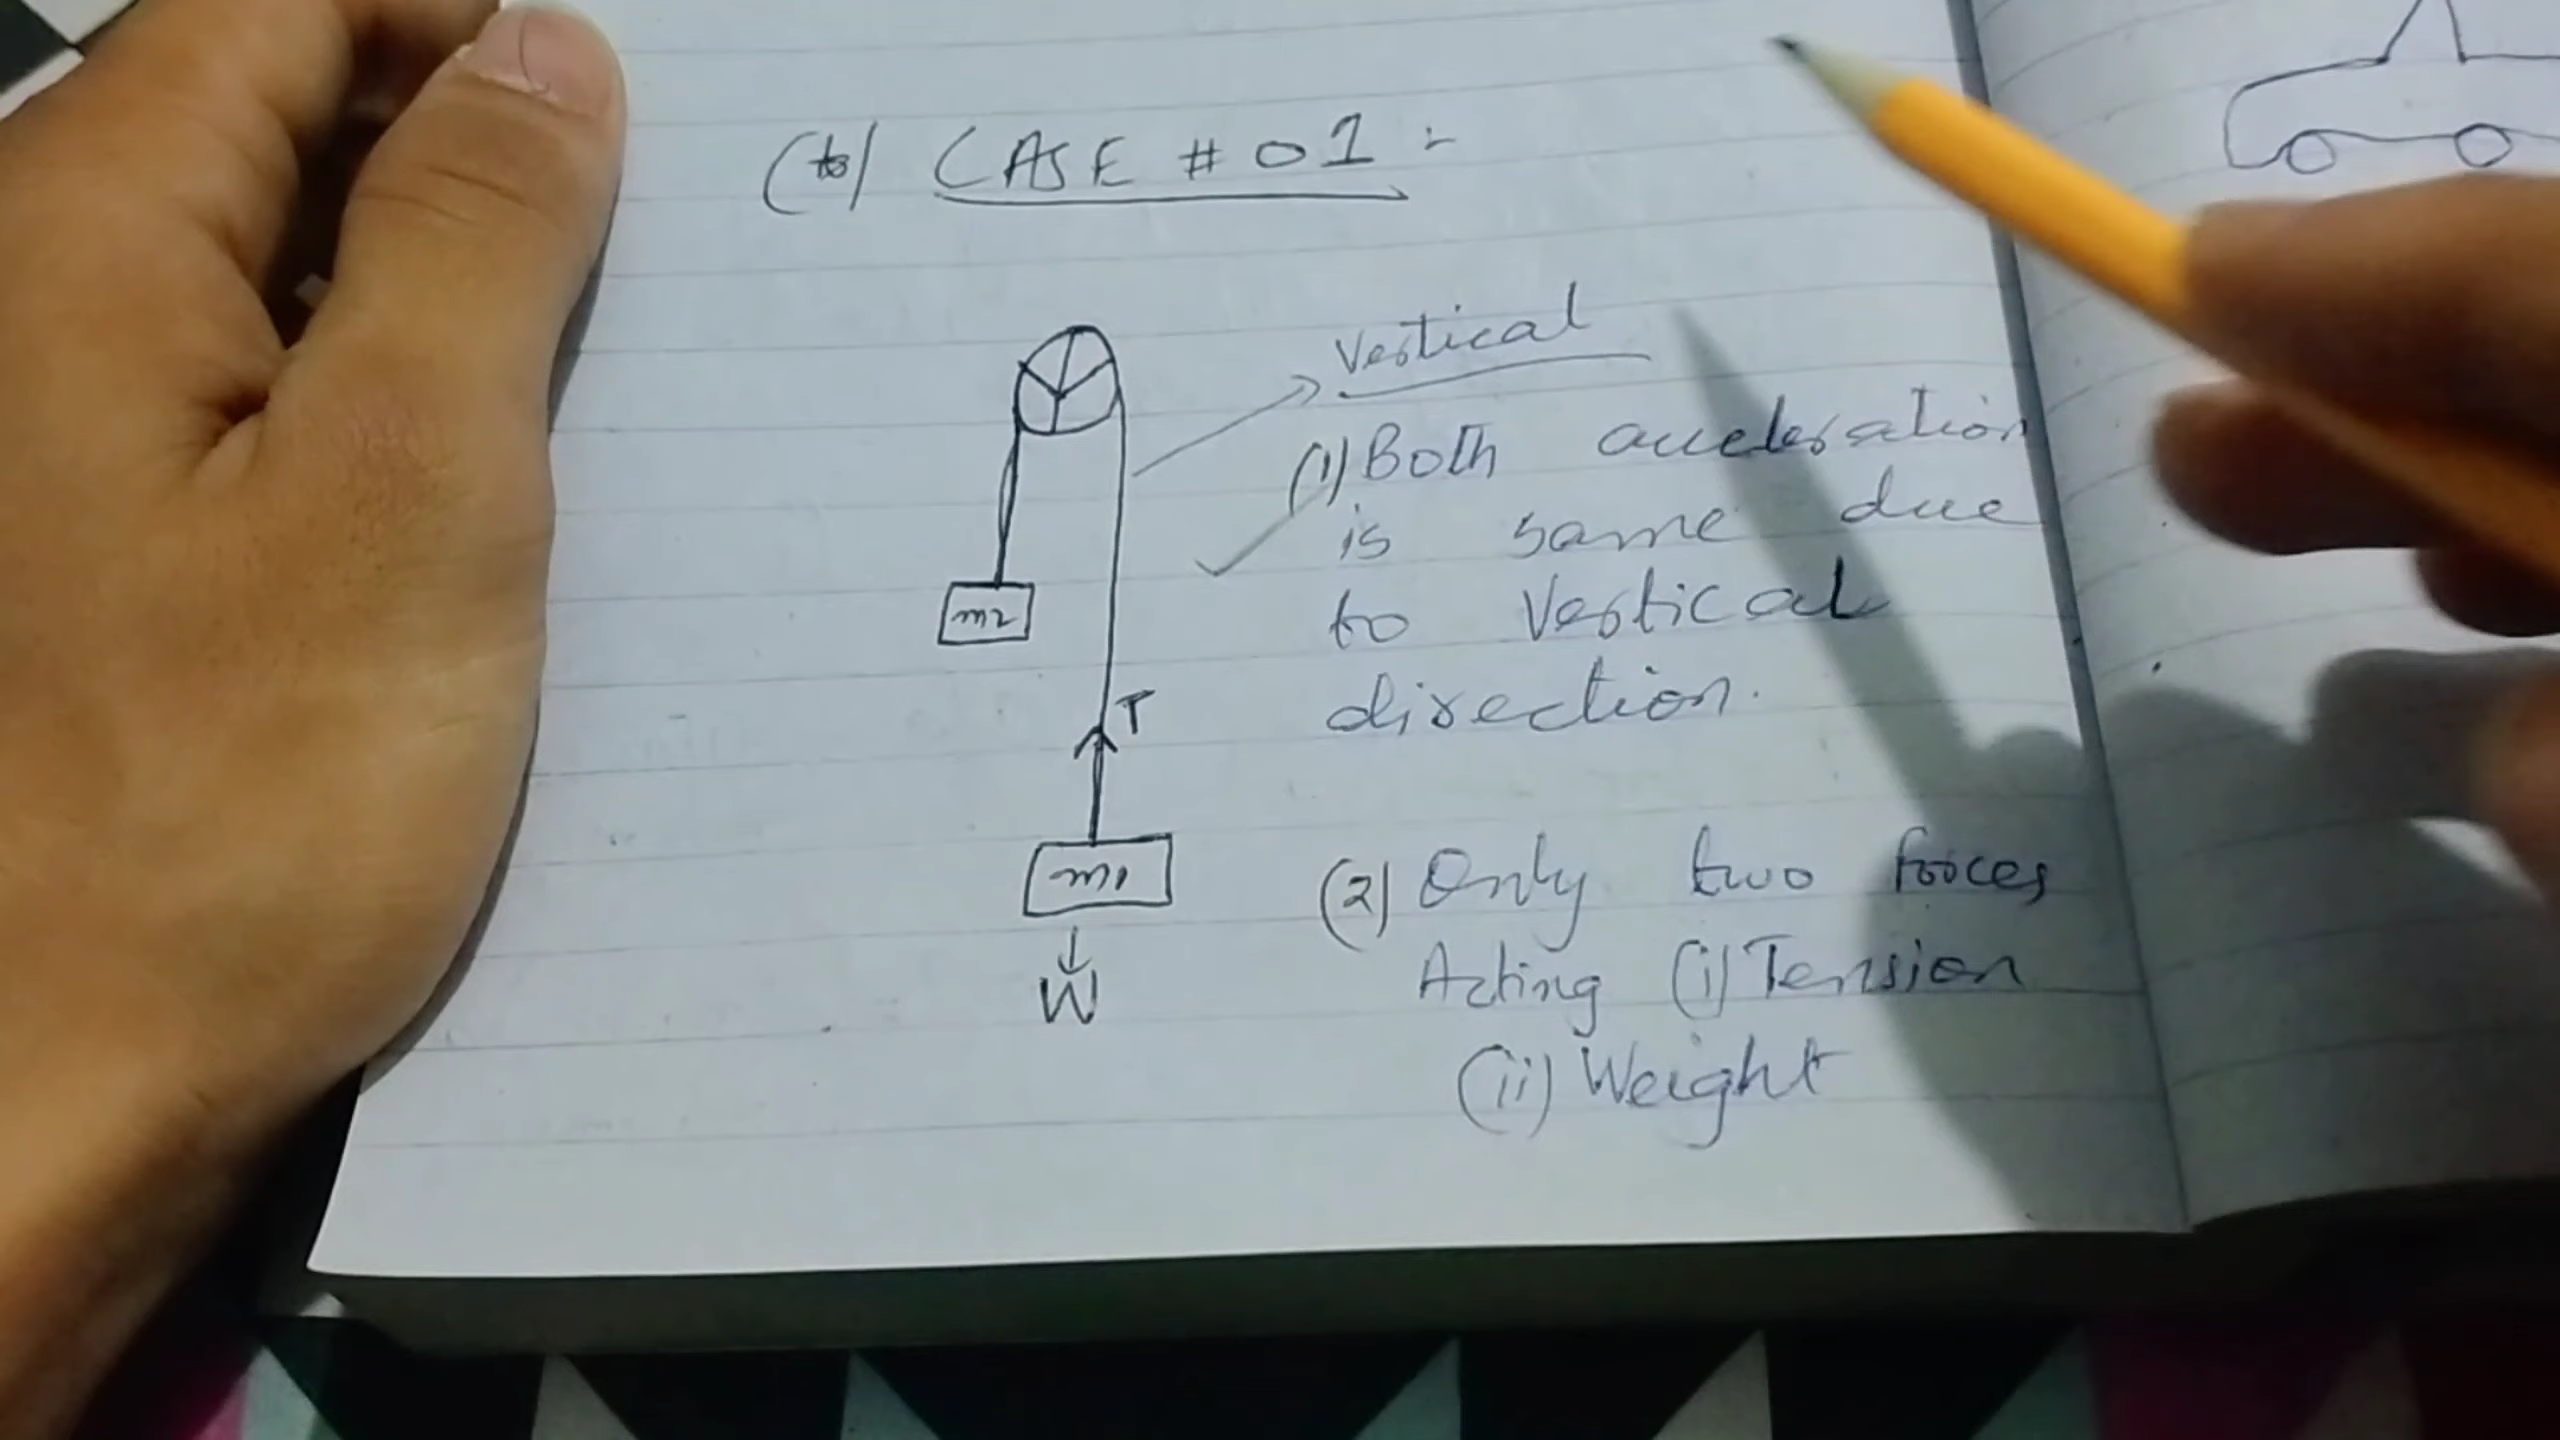 (b) CASE # 01 :-
Vertical
(1) Both acceleration
is same due
to Vertical
direction.
m2
T
m1
W
(2) Only two forces
Acting (i) Tension
(ii) Weight